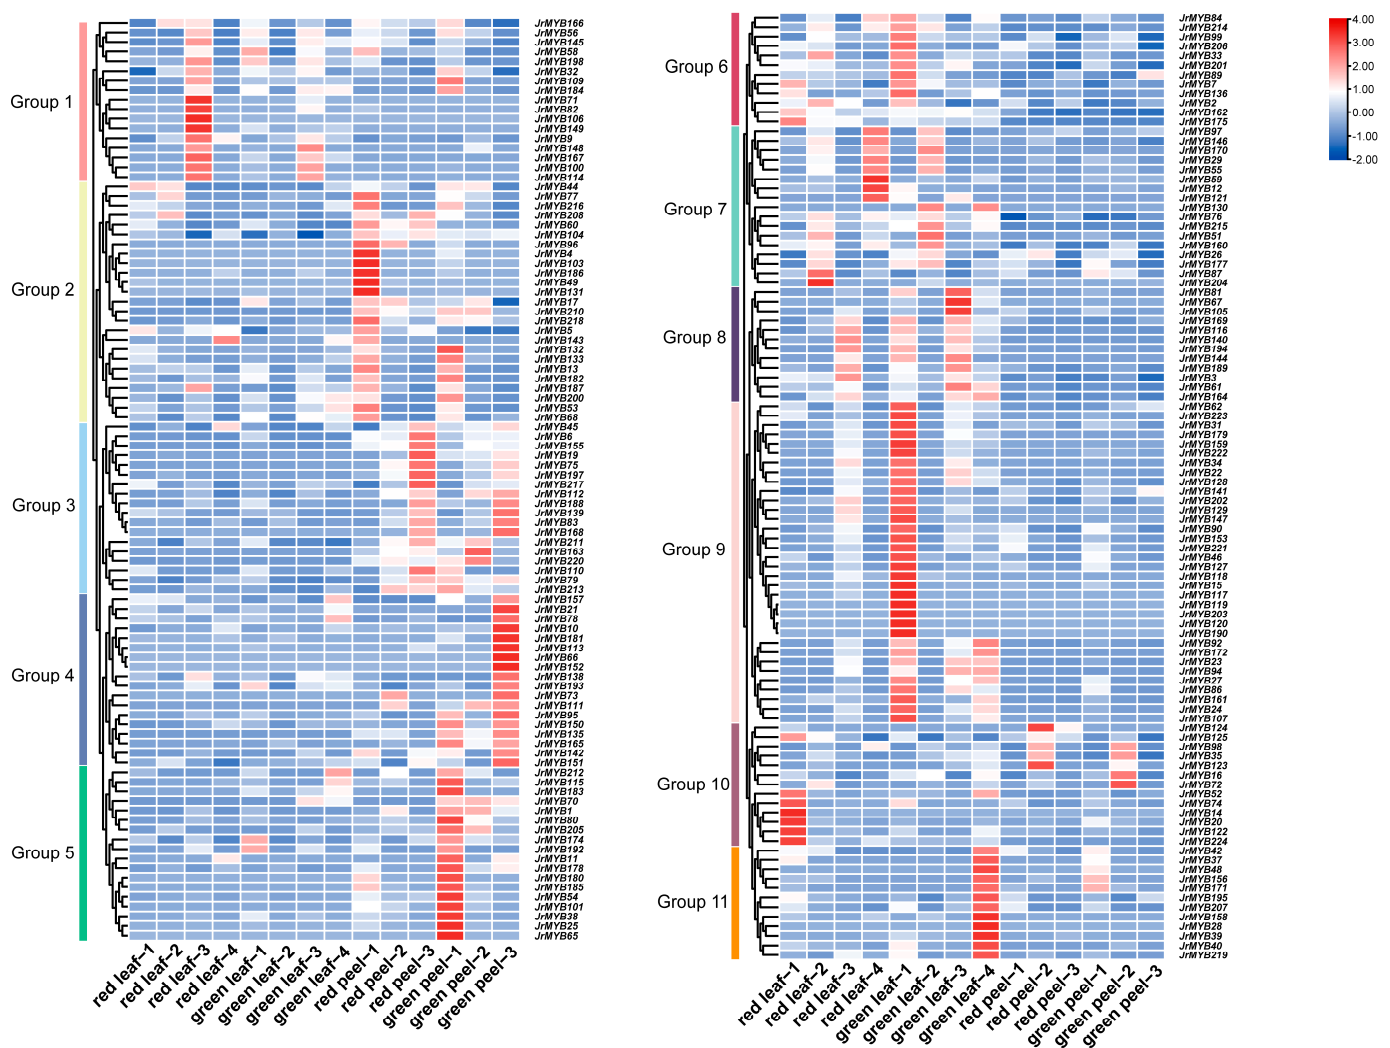 Group 1
Group 2
Group 3
Group 4
Group 5
JrMYB166
JrMYB56
JrMYB145
JrMYB58
JrMYB198
JrMYB32
JrMYB109
JrMYB184
JrMYB71
JrMYB82
JrMYB106
JrMYB149
JrMYB9
JrMYB148
JrMYB167
JrMYB100
JrMYB114
JrMYB44
JrMYB77
JrMYB216
JrMYB208
JrMYB60
JrMYB104
JrMYB96
JrMYB4
JrMYB103
JrMYB186
JrMYB49
JrMYB131
JrMYB17
JrMYB210
JrMYB218
JrMYB5
JrMYB143
JrMYB132
JrMYB133
JrMYB13
JrMYB182
JrMYB187
JrMYB200
JrMYB53
JrMYB68
JrMYB45
JrMYB6
JrMYB155
JrMYB19
JrMYB75
JrMYB197
JrMYB217
JrMYB112
JrMYB188
JrMYB139
JrMYB83
JrMYB168
JrMYB211
JrMYB163
JrMYB220
JrMYB110
JrMYB79
JrMYB213
JrMYB157
JrMYB21
JrMYB78
JrMYB10
JrMYB181
JrMYB113
JrMYB66
JrMYB152
JrMYB138
JrMYB193
JrMYB73
JrMYB111
JrMYB95
JrMYB150
JrMYB135
JrMYB165
JrMYB142
JrMYB151
JrMYB212
JrMYB115
JrMYB183
JrMYB70
JrMYB1
JrMYB80
JrMYB205
JrMYB174
JrMYB192
JrMYB11
JrMYB178
JrMYB180
JrMYB185
JrMYB54
JrMYB101
JrMYB38
JrMYB25
JrMYB65
red leaf-1
red leaf-2
red leaf-3
red leaf-4
green leaf-1
green leaf-2
green leaf-3
green leaf-4
red peel-1
red peel-2
red peel-3
green peel-1
green peel-2
green peel-3
Group 6
Group 7
Group 8
Group 9
Group 10
Group 11
JrMYB84
JrMYB214
JrMYB99
JrMYB206
JrMYB33
JrMYB201
JrMYB89
JrMYB7
JrMYB136
JrMYB2
JrMYB162
JrMYB175
JrMYB97
JrMYB146
JrMYB170
JrMYB29
JrMYB55
JrMYB69
JrMYB12
JrMYB121
JrMYB130
JrMYB76
JrMYB215
JrMYB51
JrMYB160
JrMYB26
JrMYB177
JrMYB87
JrMYB204
JrMYB81
JrMYB67
JrMYB105
JrMYB169
JrMYB116
JrMYB140
JrMYB194
JrMYB144
JrMYB189
JrMYB3
JrMYB61
JrMYB164
JrMYB62
JrMYB223
JrMYB31
JrMYB179
JrMYB159
JrMYB222
JrMYB34
JrMYB22
JrMYB128
JrMYB141
JrMYB202
JrMYB129
JrMYB147
JrMYB90
JrMYB153
JrMYB221
JrMYB46
JrMYB127
JrMYB118
JrMYB15
JrMYB117
JrMYB119
JrMYB203
JrMYB120
JrMYB190
JrMYB92
JrMYB172
JrMYB23
JrMYB94
JrMYB27
JrMYB86
JrMYB161
JrMYB24
JrMYB107
JrMYB124
JrMYB125
JrMYB98
JrMYB35
JrMYB123
JrMYB16
JrMYB72
JrMYB52
JrMYB74
JrMYB14
JrMYB20
JrMYB122
JrMYB224
JrMYB42
JrMYB37
JrMYB48
JrMYB156
JrMYB171
JrMYB195
JrMYB207
JrMYB158
JrMYB28
JrMYB39
JrMYB40
JrMYB219
red leaf-1
red leaf-2
red leaf-3
red leaf-4
green leaf-1
green leaf-2
green leaf-3
green leaf-4
red peel-1
red peel-2
red peel-3
green peel-1
green peel-2
green peel-3
4.00
3.00
2.00
1.00
0.00
-1.00
-2.00